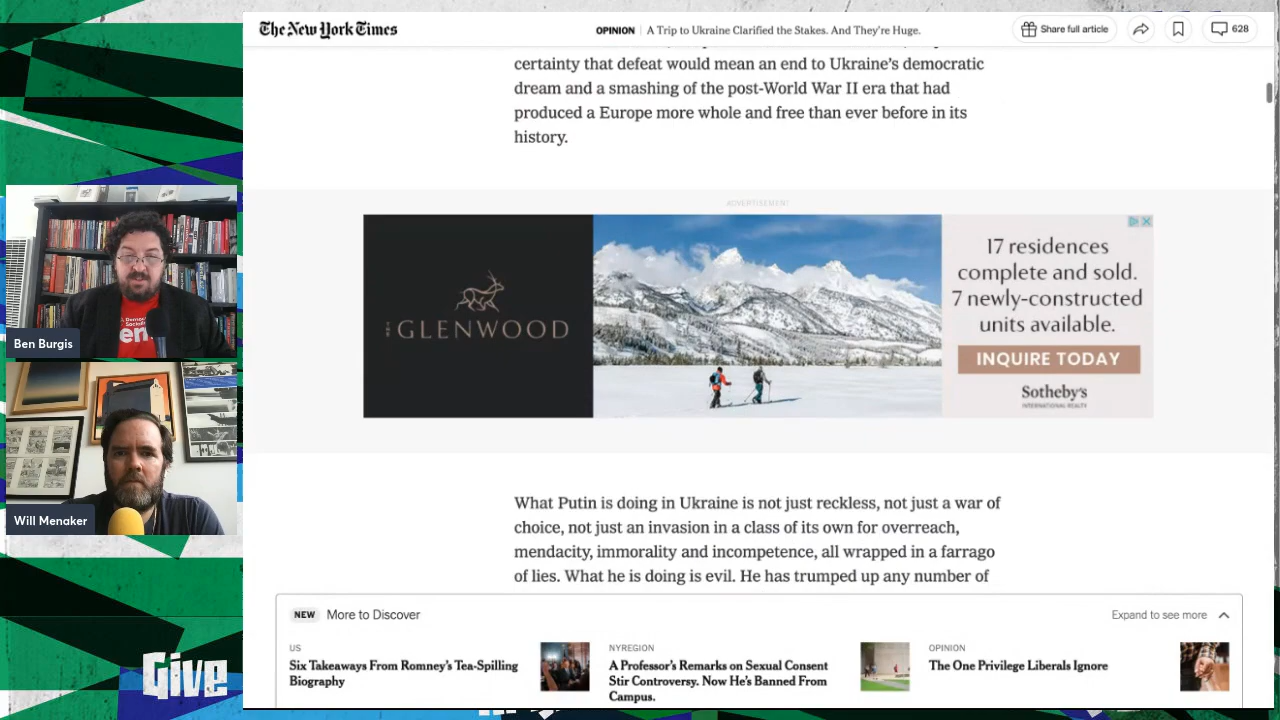 The New York Times
OPINION | A Trip to Ukraine Clarified the Stakes. And They're Huge.
Share full article
628
certainty that defeat would mean an end to Ukraine's democratic
dream and a smashing of the post-World War II era that had
produced a Europe more whole and free than ever before in its
history.
ADVERTISEMENT
THE GLENWOOD
17 residences
complete and sold.
7 newly-constructed
units available.
INQUIRE TODAY
Sotheby's
INTERNATIONAL REALTY
Ben Burgis
Will Menaker
What Putin is doing in Ukraine is not just reckless, not just a war of
choice, not just an invasion in a class of its own for overreach,
mendacity, immorality and incompetence, all wrapped in a farrago
of lies. What he is doing is evil. He has trumped up any number of
NEW More to Discover
Expand to see more
US
Six Takeaways From Romney's Tea-Spilling
Biography
NYREGION
A Professor's Remarks on Sexual Consent
Stir Controversy. Now He's Banned From
Campus.
OPINION
The One Privilege Liberals Ignore
Give